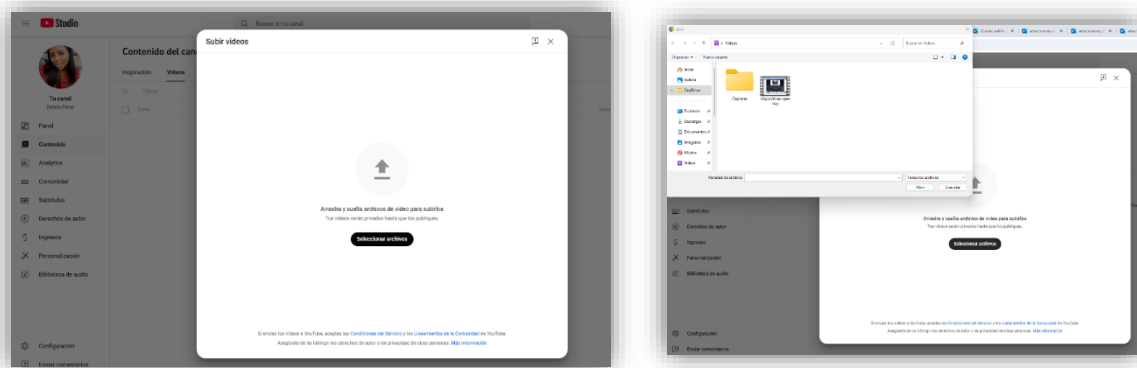 Studio
Buscar en tu canal
Subir videos
Contenido del can
Inspiración Videos
Tu canal
Panel
Contenido
Analytics
Comunidad
Subtítulos
Derechos de autor
Ingresos
Personalización
Biblioteca de audio
Configuración
Enviar comentarios
Arrastra y suelta archivos de video para subirlos
Tus videos serán privados hasta que los publiques.
Seleccionar archivos
Si envías tus videos a YouTube, aceptas las Condiciones del Servicio y los Lineamientos de la Comunidad de YouTube.
Asegúrate de no infringir los derechos de autor o de privacidad de otras personas. Más información
Videos
Organizar
Nueva carpeta
Inicio
Galería
Escritorio
Descargas
Documentos
Imágenes
Música
Videos
Nombre de archivo:
Todos los archivos
Abrir
Cancelar
Subtítulos
Derechos de autor
Ingresos
Personalización
Biblioteca de audio
Configuración
Enviar comentarios
Arrastra y suelta archivos de video para subirlos
Tus videos serán privados hasta que los publiques.
Seleccionar archivos
Si envías tus videos a YouTube, aceptas las Condiciones del Servicio y los Lineamientos de la Comunidad de YouTube.
Asegúrate de no infringir los derechos de autor o de privacidad de otras personas. Más información